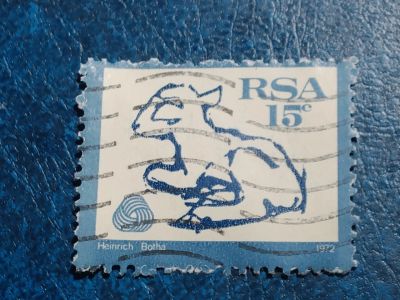 RSA
15c
Heinrich Botha 1972